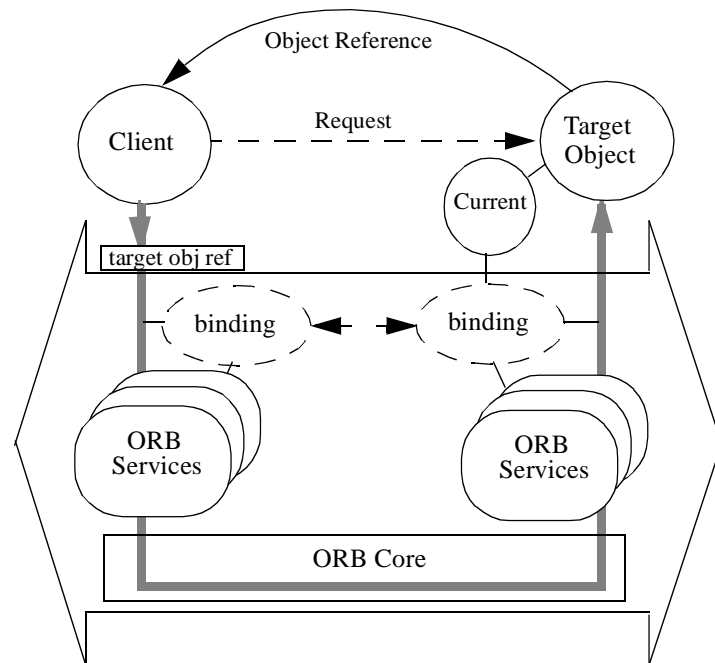 Object Reference
Client
Request
Target
Object
Current
target obj ref
binding
binding
ORB
Services
ORB
Services
ORB Core